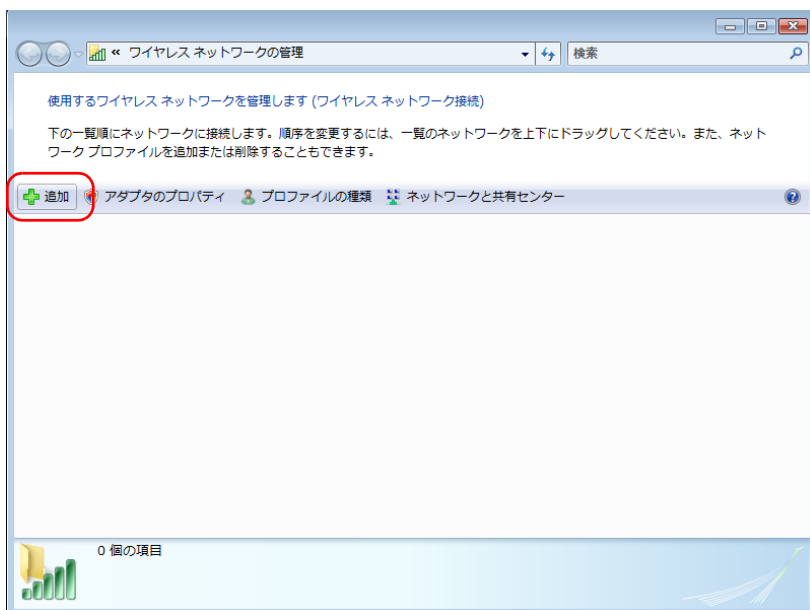 « ワイヤレス ネットワークの管理
検索
使用するワイヤレス ネットワークを管理します (ワイヤレス ネットワーク接続)
下の一覧順にネットワークに接続します。順序を変更するには、一覧のネットワークを上下にドラッグしてください。また、ネット
ワーク プロファイルを追加または削除することもできます。
追加 アダプタのプロパティ プロファイルの種類 ネットワークと共有センター
0 個の項目